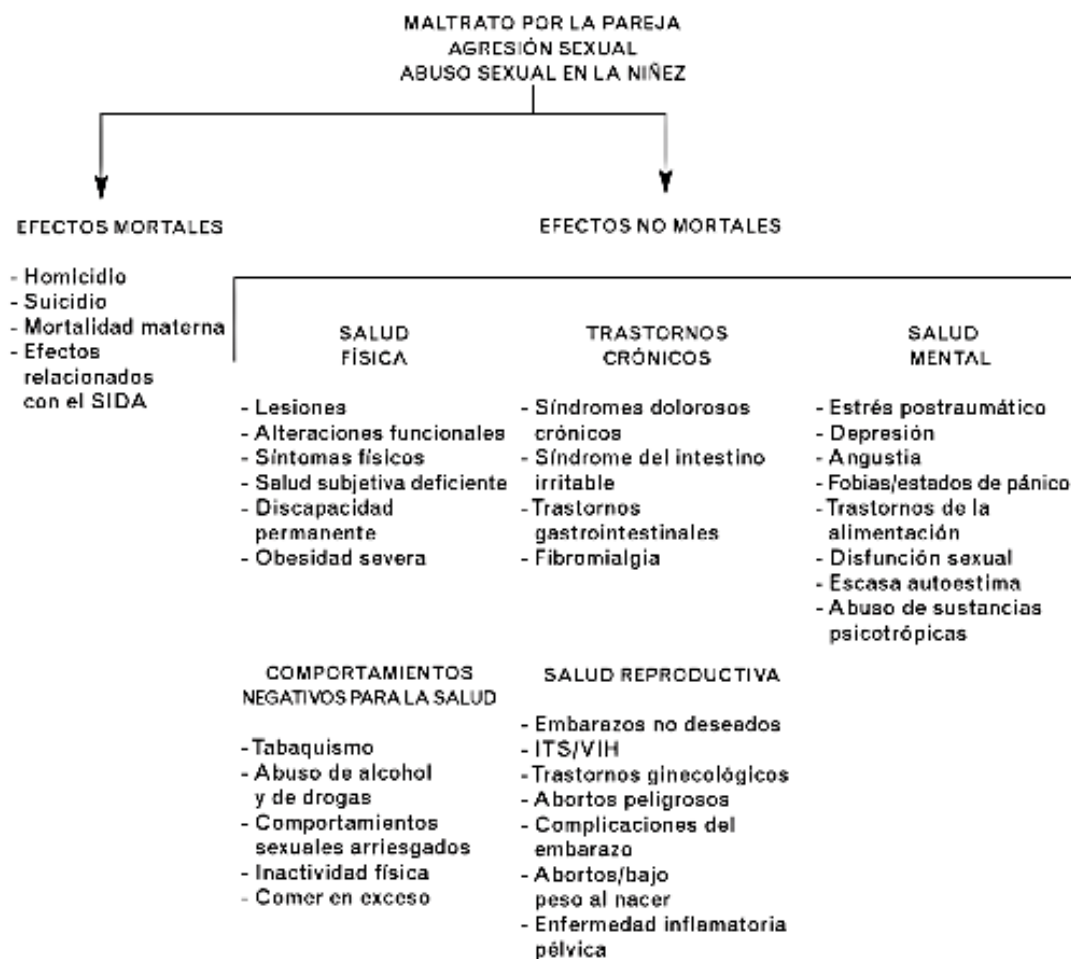 MALTRATO POR LA PAREJA
AGRESIÓN SEXUAL
ABUSO SEXUAL EN LA NIÑEZ
EFECTOS MORTALES
- Homicidio
- Suicidio
- Mortalidad materna
- Efectos
relacionados
con el SIDA
EFECTOS NO MORTALES
SALUD
FÍSICA
- Lesiones
- Alteraciones funcionales
- Síntomas físicos
- Salud subjetiva deficiente
- Discapacidad
permanente
- Obesidad severa
TRASTORNOS
CRÓNICOS
- Síndromes dolorosos
crónicos
- Síndrome del intestino
irritable
- Trastornos
gastrointestinales
- Fibromialgia
SALUD
MENTAL
- Estrés postraumático
- Depresión
- Angustia
- Fobias/estados de pánico
- Trastornos de la
alimentación
- Disfunción sexual
- Escasa autoestima
- Abuso de sustancias
psicotrópicas
COMPORTAMIENTOS
NEGATIVOS PARA LA SALUD
- Tabaquismo
- Abuso de alcohol
y de drogas
- Comportamientos
sexuales arriesgados
- Inactividad física
- Comer en exceso
SALUD REPRODUCTIVA
- Embarazos no deseados
- ITS/VIH
- Trastornos ginecológicos
- Abortos peligrosos
- Complicaciones del
embarazo
- Abortos/bajo
peso al nacer
- Enfermedad inflamatoria
pélvica